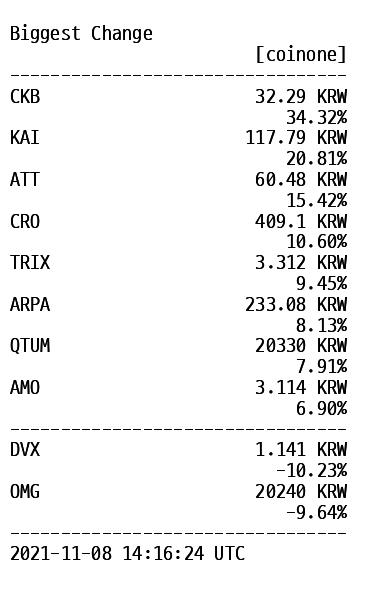 Biggest Change
[coinone]
---------------------------------
CKB 32.29 KRW
34.32%
KAI 117.79 KRW
20.81%
ATT 60.48 KRW
15.42%
CRO 409.1 KRW
10.60%
TRIX 3.312 KRW
9.45%
ARPA 233.08 KRW
8.13%
QTUM 20330 KRW
7.91%
AMO 3.114 KRW
6.90%
---------------------------------
DVX 1.141 KRW
-10.23%
OMG 20240 KRW
-9.64%
---------------------------------
2021-11-08 14:16:24 UTC